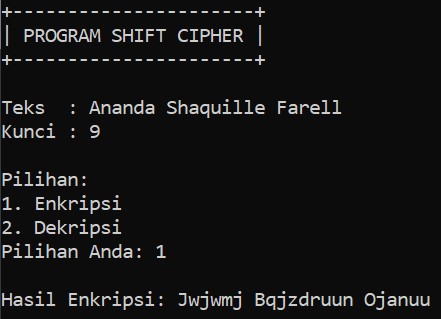 +----------------------+
| PROGRAM SHIFT CIPHER |
+----------------------+
Teks  : Ananda Shaquille Farell
Kunci : 9
Pilihan:
1. Enkripsi
2. Dekripsi
Pilihan Anda: 1
Hasil Enkripsi: Jwjwmj Bqjzdruun Ojanuu